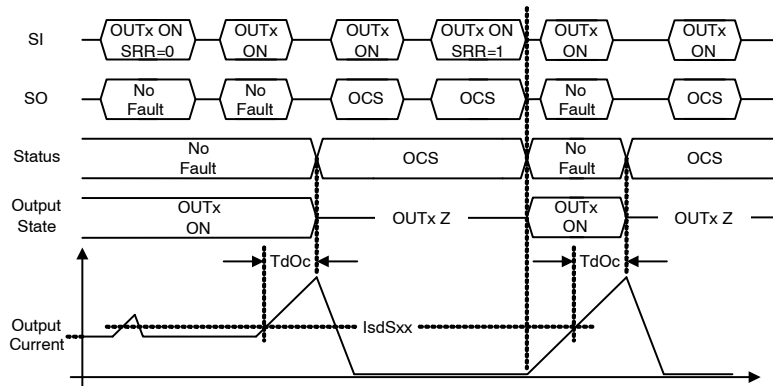 SI
OUTx ON
SRR=0
OUTx
ON
OUTx
ON
OUTx ON
SRR=1
OUTx
ON
OUTx
ON
SO
No
Fault
No
Fault
OCS
OCS
No
Fault
OCS
Status
No
Fault
OCS
No
Fault
OCS
Output
State
OUTx
ON
OUTx Z
OUTx
ON
OUTx Z
TdOc
TdOc
Output
Current
IsdSxx